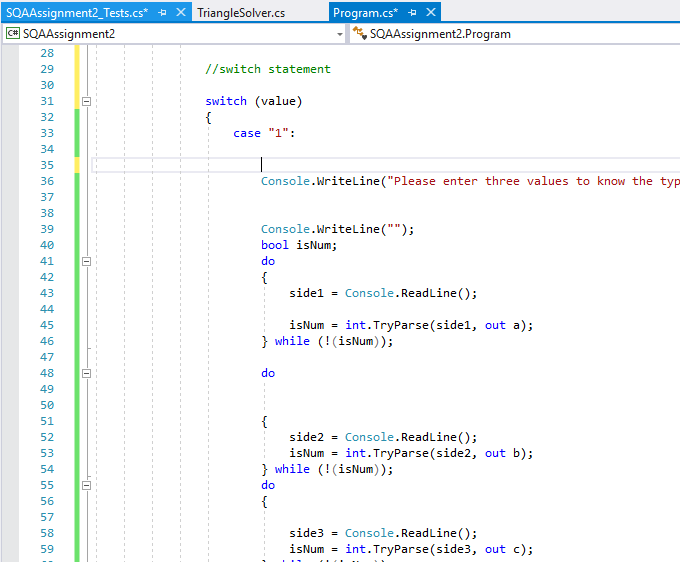 SQAAssignment2_Tests.cs* TriangleSolver.cs Program.cs*
C# SQAAssignment2 SQAAssignment2.Program
28
29 //switch statement
30
31 switch (value)
32 {
33 case "1":
34
35
36 Console.WriteLine("Please enter three values to know the typ
37
38
39 Console.WriteLine("");
40 bool isNum;
41 do
42 {
43 side1 = Console.ReadLine();
44
45 isNum = int.TryParse(side1, out a);
46 } while (!(isNum));
47
48 do
49
50
51 {
52 side2 = Console.ReadLine();
53 isNum = int.TryParse(side2, out b);
54 } while (!(isNum));
55 do
56 {
57
58 side3 = Console.ReadLine();
59 isNum = int.TryParse(side3, out c);